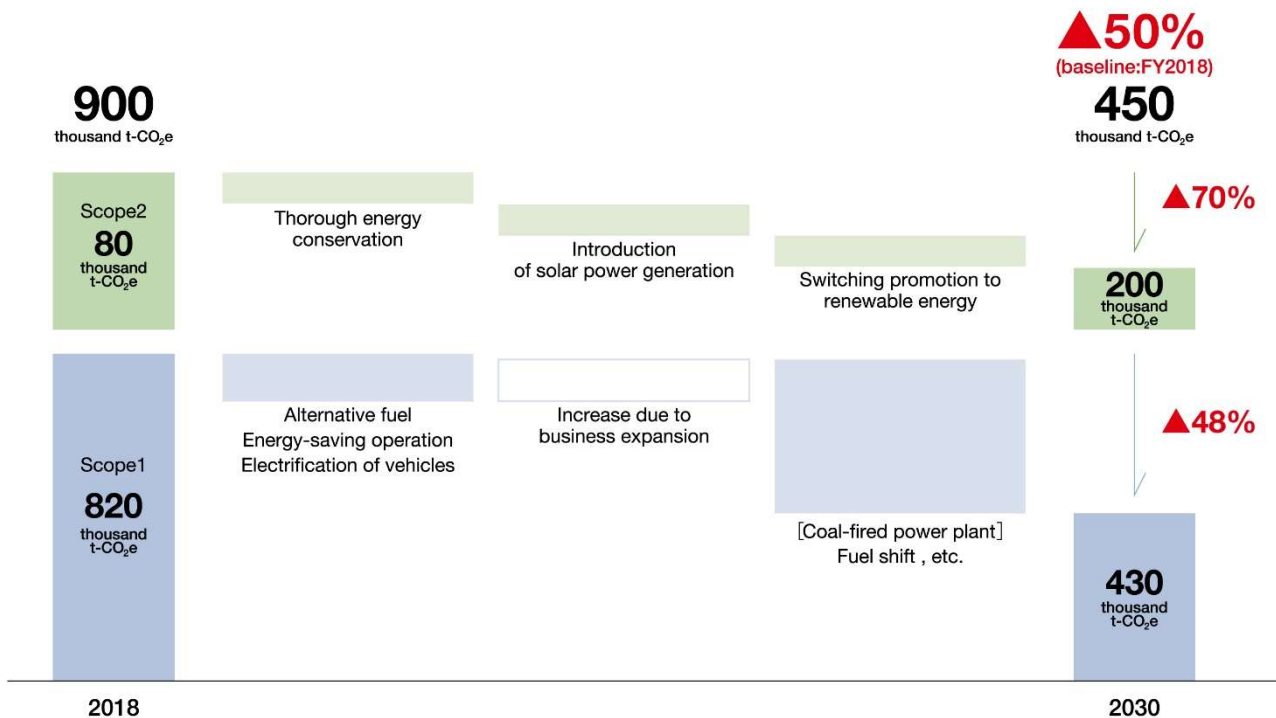 ▲50%
(baseline:FY2018)
900
thousand t-CO₂e
450
thousand t-CO₂e
Scope2
80
thousand
t-CO₂e
Thorough energy
conservation
Introduction
of solar power generation
Switching promotion to
renewable energy
▲70%
200
thousand
t-CO₂e
Scope1
820
thousand
t-CO₂e
Alternative fuel
Energy-saving operation
Electrification of vehicles
Increase due to
business expansion
[Coal-fired power plant]
Fuel shift , etc.
▲48%
430
thousand
t-CO₂e
2018
2030